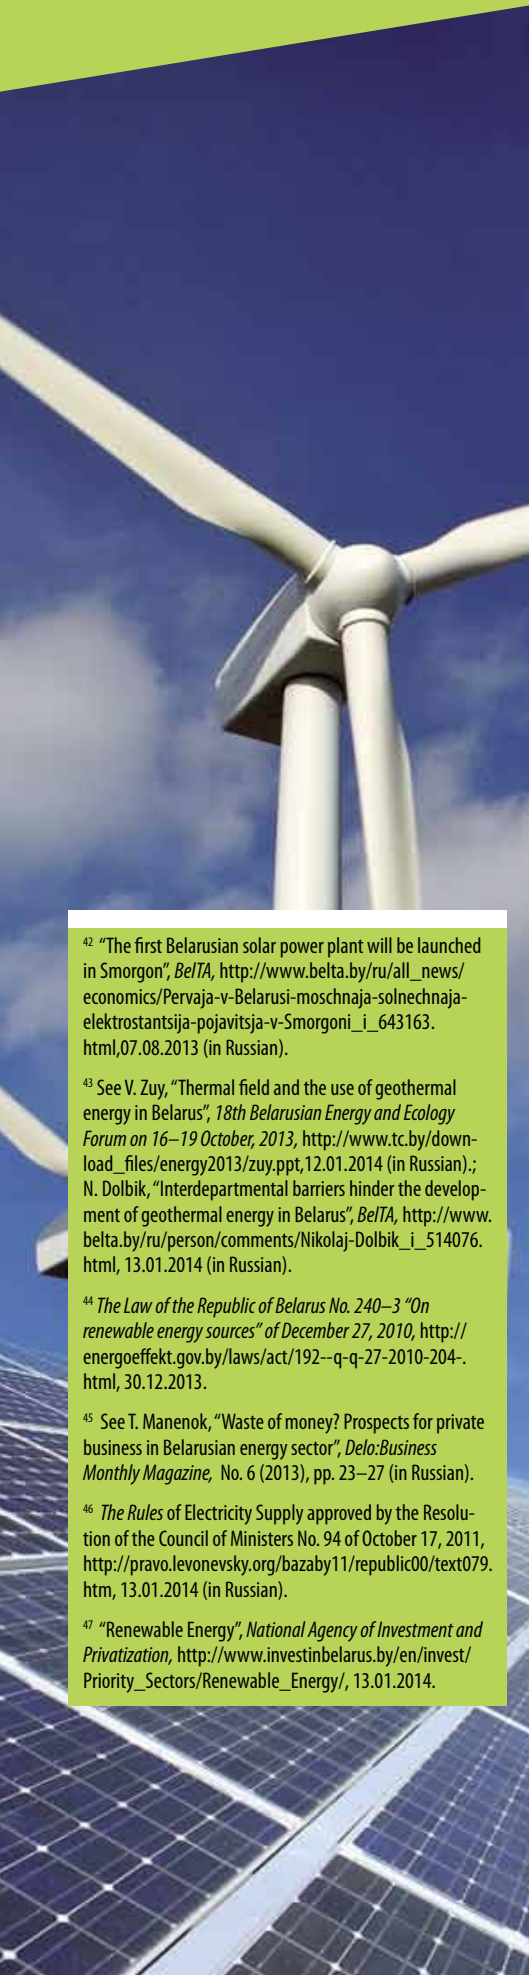 42 “The first Belarusian solar power plant will be launched
in Smorgon”, BelTA, http://www.belta.by/ru/all_news/
economics/Pervaja-v-Belarusi-moschnaja-solnechnaja-
elektrostantsija-pojavitsja-v-Smorgoni_i_643163.
html,07.08.2013 (in Russian).
43 See V. Zuy, “Thermal field and the use of geothermal
energy in Belarus”, 18th Belarusian Energy and Ecology
Forum on 16–19 October, 2013, http://www.tc.by/down-
load_files/energy2013/zuy.ppt,12.01.2014 (in Russian).;
N. Dolbik, “Interdepartmental barriers hinder the develop-
ment of geothermal energy in Belarus”, BelTA, http://www.
belta.by/ru/person/comments/Nikolaj-Dolbik_i_514076.
html, 13.01.2014 (in Russian).
44 The Law of the Republic of Belarus No. 240–3 “On
renewable energy sources” of December 27, 2010, http://
energoeffekt.gov.by/laws/act/192--q-q-27-2010-204-.
html, 30.12.2013.
45 See T. Manenok, “Waste of money? Prospects for private
business in Belarusian energy sector”, Delo:Business
Monthly Magazine, No. 6 (2013), pp. 23–27 (in Russian).
46 The Rules of Electricity Supply approved by the Resolu-
tion of the Council of Ministers No. 94 of October 17, 2011,
http://pravo.levonevsky.org/bazaby11/republic00/text079.
htm, 13.01.2014 (in Russian).
47 “Renewable Energy”, National Agency of Investment and
Privatization, http://www.investinbelarus.by/en/invest/
Priority_Sectors/Renewable_Energy/, 13.01.2014.